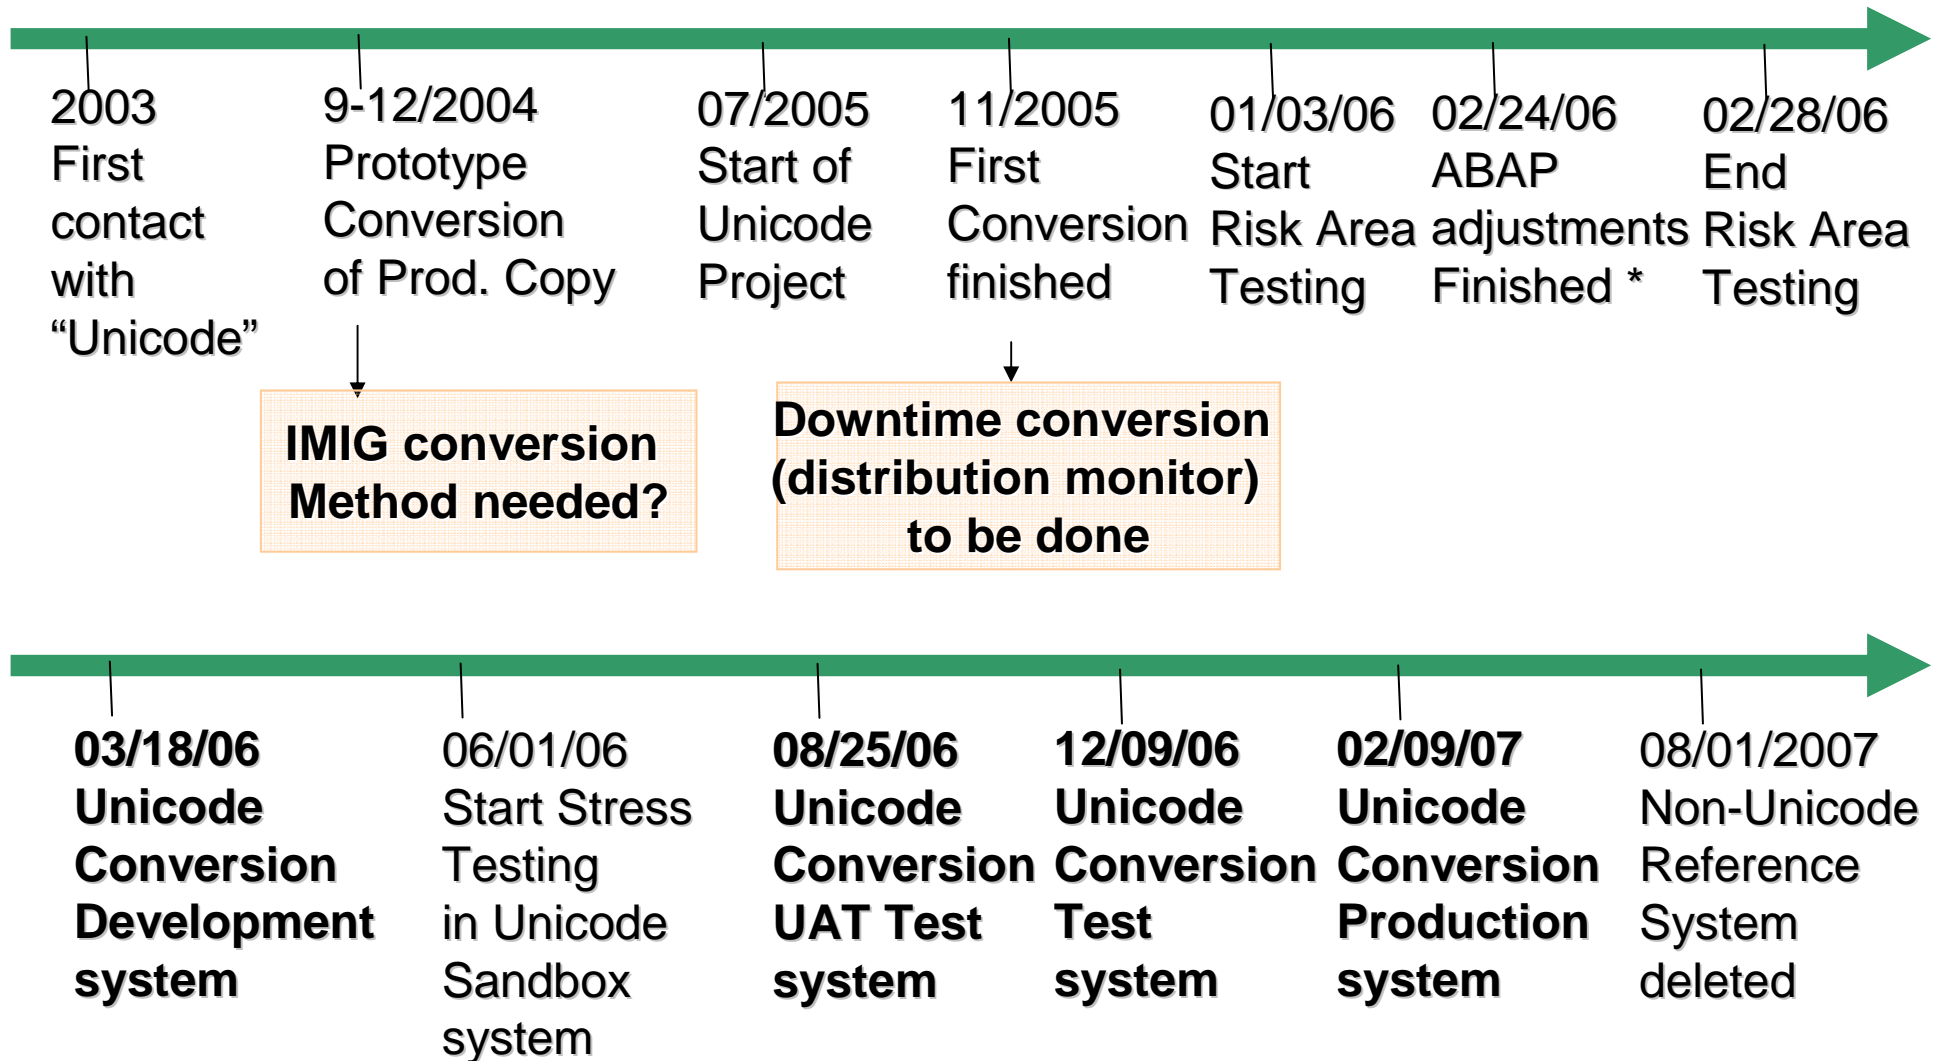 2003
First
contact
with
“Unicode”
9-12/2004
Prototype
Conversion
of Prod. Copy
07/2005
Start of
Unicode
Project
11/2005
First
Conversion
finished
01/03/06
Start
Risk Area
Testing
02/24/06
ABAP
adjustments
Finished *
02/28/06
End
Risk Area
Testing
IMIG conversion
Method needed?
Downtime conversion
(distribution monitor)
to be done
03/18/06
Unicode
Conversion
Development
system
06/01/06
Start Stress
Testing
in Unicode
Sandbox
system
08/25/06
Unicode
Conversion
UAT Test
system
12/09/06
Unicode
Conversion
Test
system
02/09/07
Unicode
Conversion
Production
system
08/01/2007
Non-Unicode
Reference
System
deleted